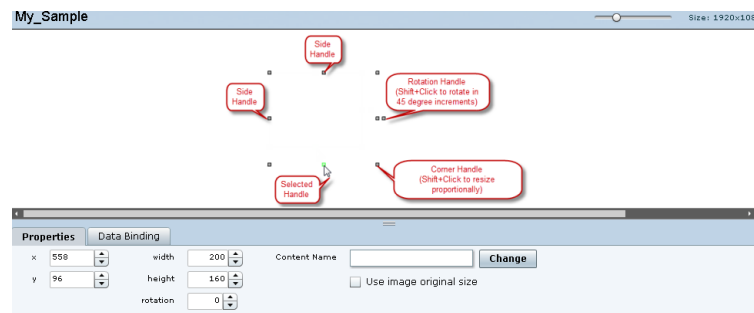 My_Sample
Size: 1920x108
Side
Handle
Side
Handle
Rotation Handle
(Shift+Click to rotate in
45 degree increments)
Selected
Handle
Corner Handle
(Shift+Click to resize
proportionally)
Properties Data Binding
x 558 width 200 Content Name Change
y 96 height 160 Use image original size
rotation 0